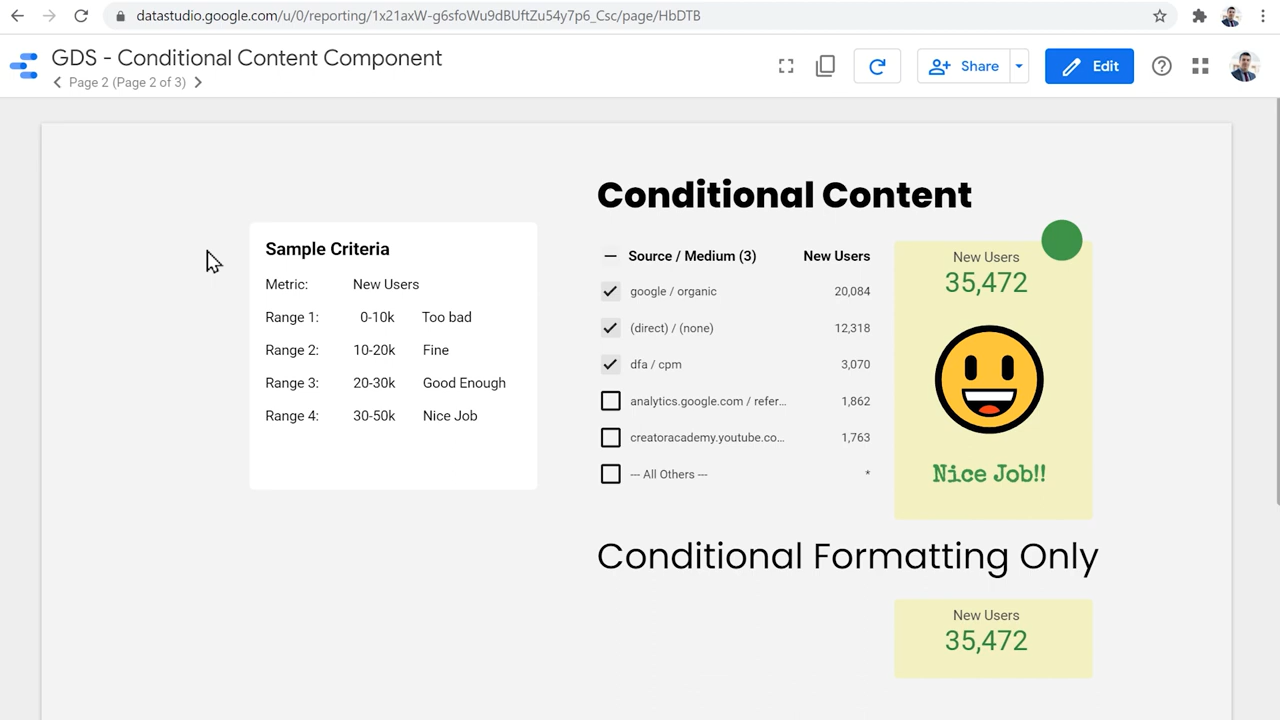 datastudio.google.com/u/0/reporting/1x21axW-g6sfoWu9dBUftZu54y7p6_Csc/page/HbDTB
GDS - Conditional Content Component
Page 2 (Page 2 of 3)
Share
Edit
Conditional Content
Sample Criteria
Metric: New Users
Range 1: 0-10k Too bad
Range 2: 10-20k Fine
Range 3: 20-30k Good Enough
Range 4: 30-50k Nice Job
Source / Medium (3) New Users
google / organic 20,084
(direct) / (none) 12,318
dfa / cpm 3,070
analytics.google.com / refer... 1,862
creatoracademy.youtube.co... 1,763
--- All Others --- *
New Users
35,472
Nice Job!!
Conditional Formatting Only
New Users
35,472